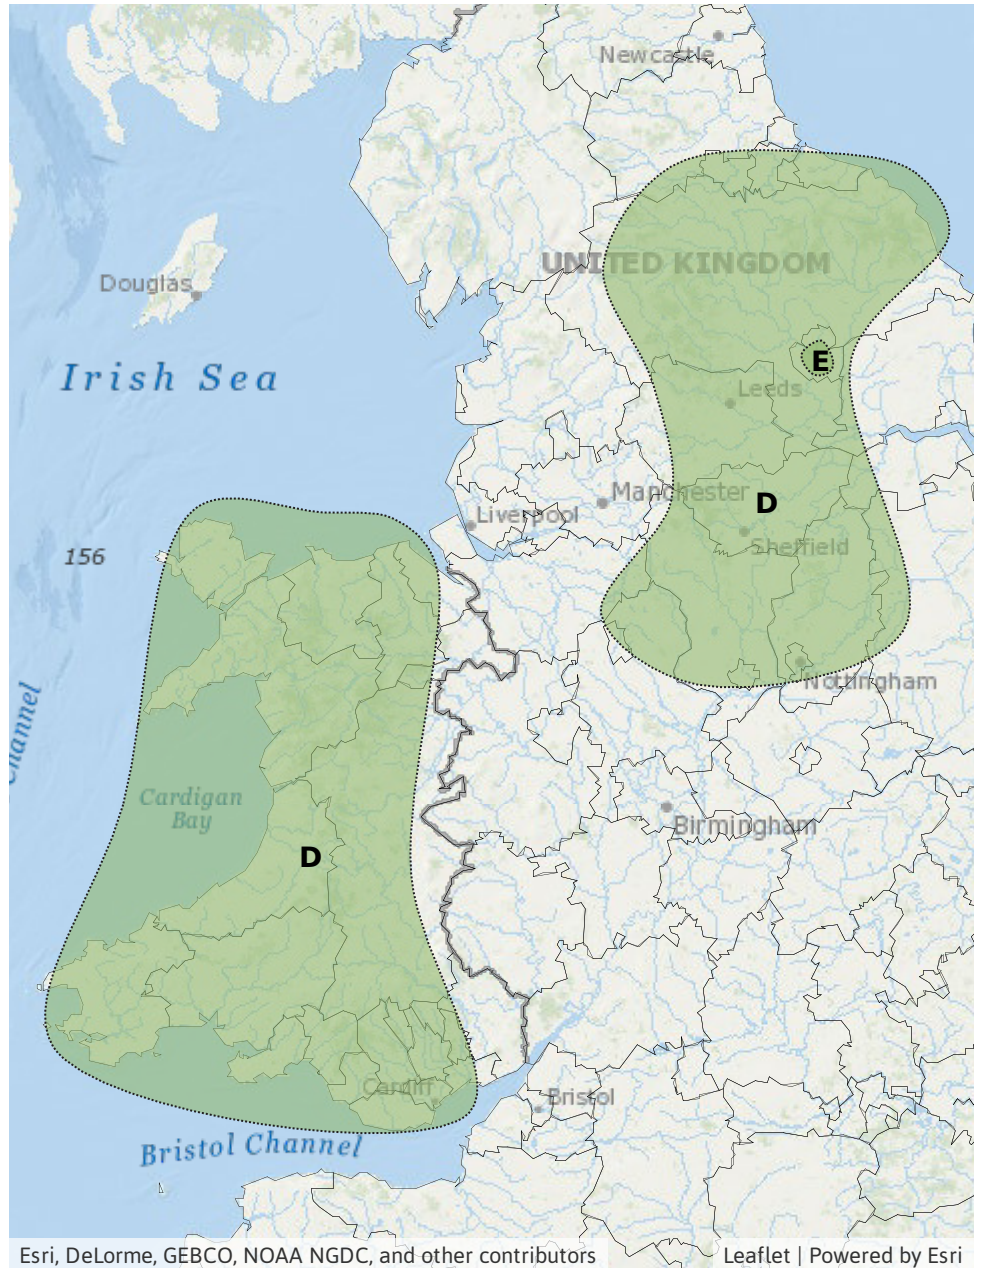 Newcastle
UNITED KINGDOM
Douglas
Irish Sea
E
Leeds
Manchester
D
Liverpool
Sheffield
156
Nottingham
Channel
Cardigan
Bay
Birmingham
D
Cardiff
Bristol
Bristol Channel
Esri, DeLorme, GEBCO, NOAA NGDC, and other contributors
Leaflet | Powered by Esri